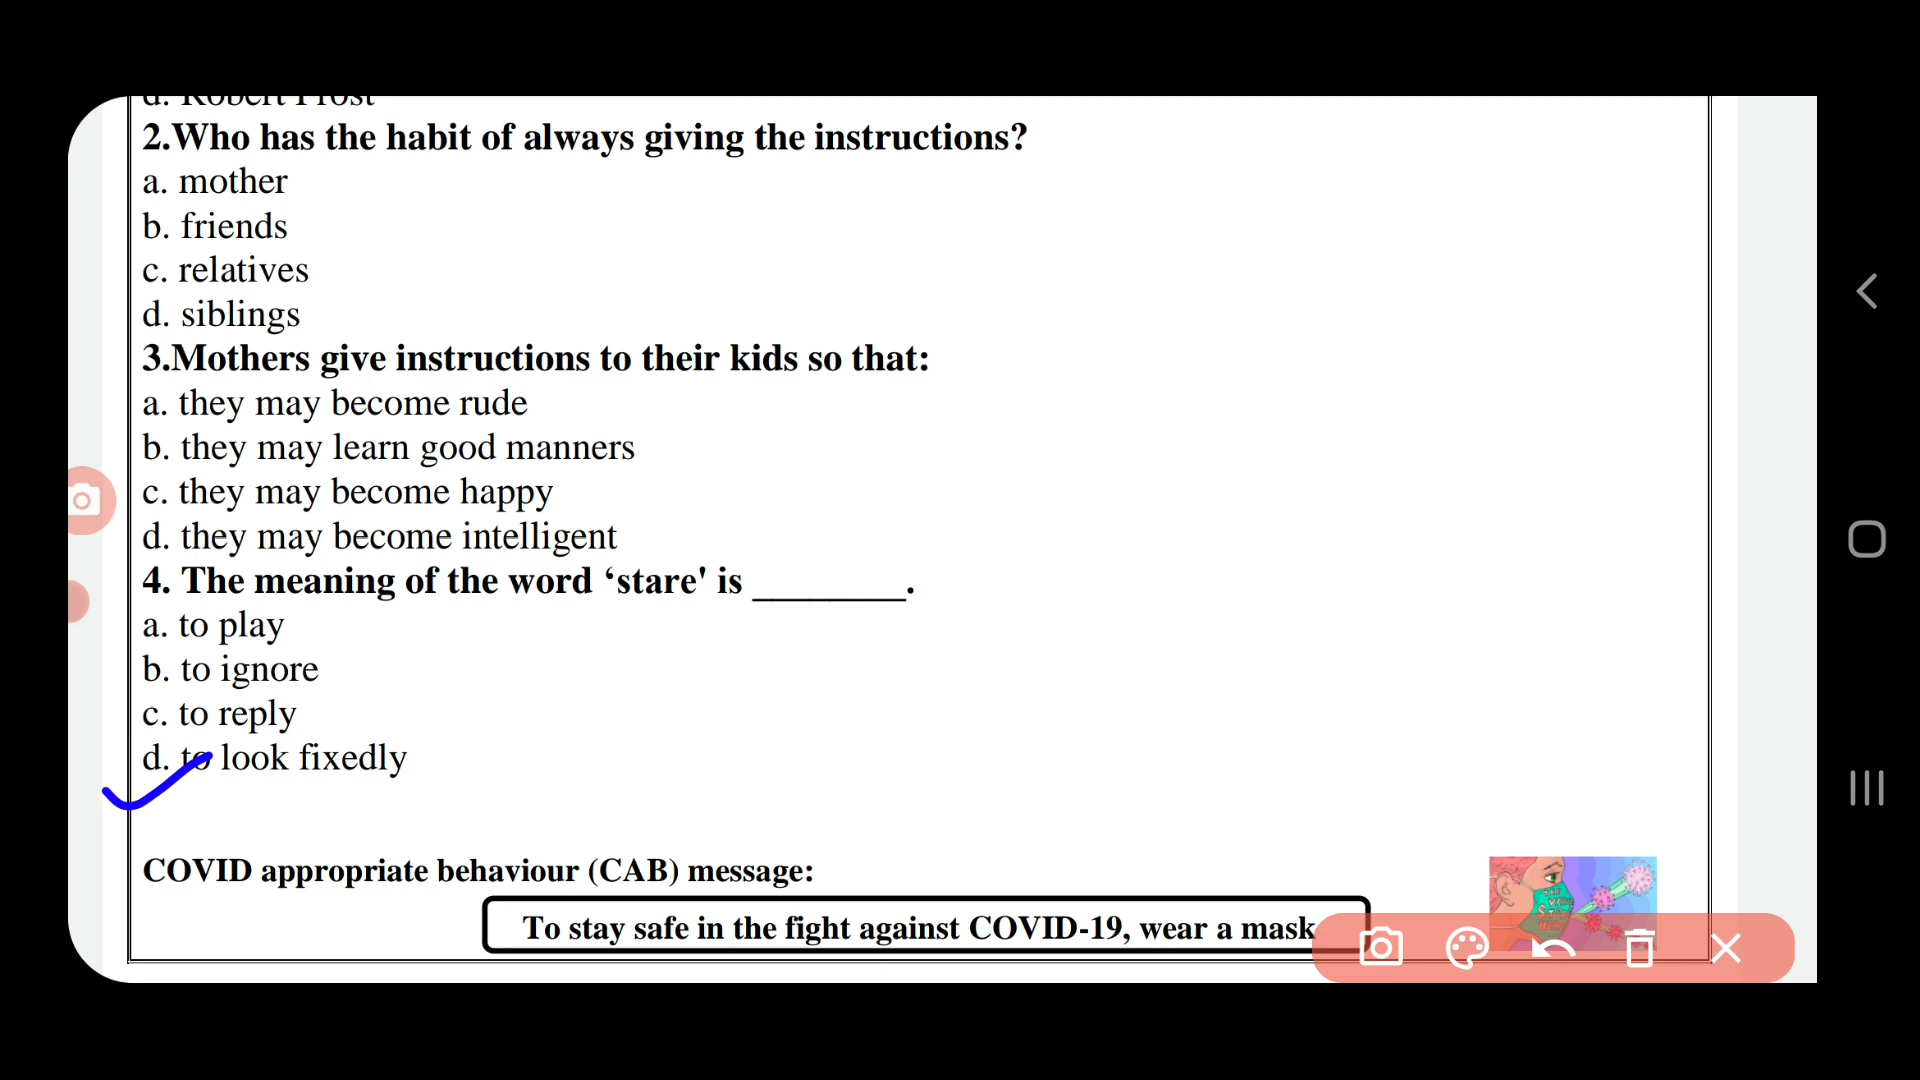 d. Robert Frost
2.Who has the habit of always giving the instructions?
a. mother
b. friends
c. relatives
d. siblings
3.Mothers give instructions to their kids so that:
a. they may become rude
b. they may learn good manners
c. they may become happy
d. they may become intelligent
4. The meaning of the word ‘stare' is ________.
a. to play
b. to ignore
c. to reply
d. to look fixedly
COVID appropriate behaviour (CAB) message:
To stay safe in the fight against COVID-19, wear a mask